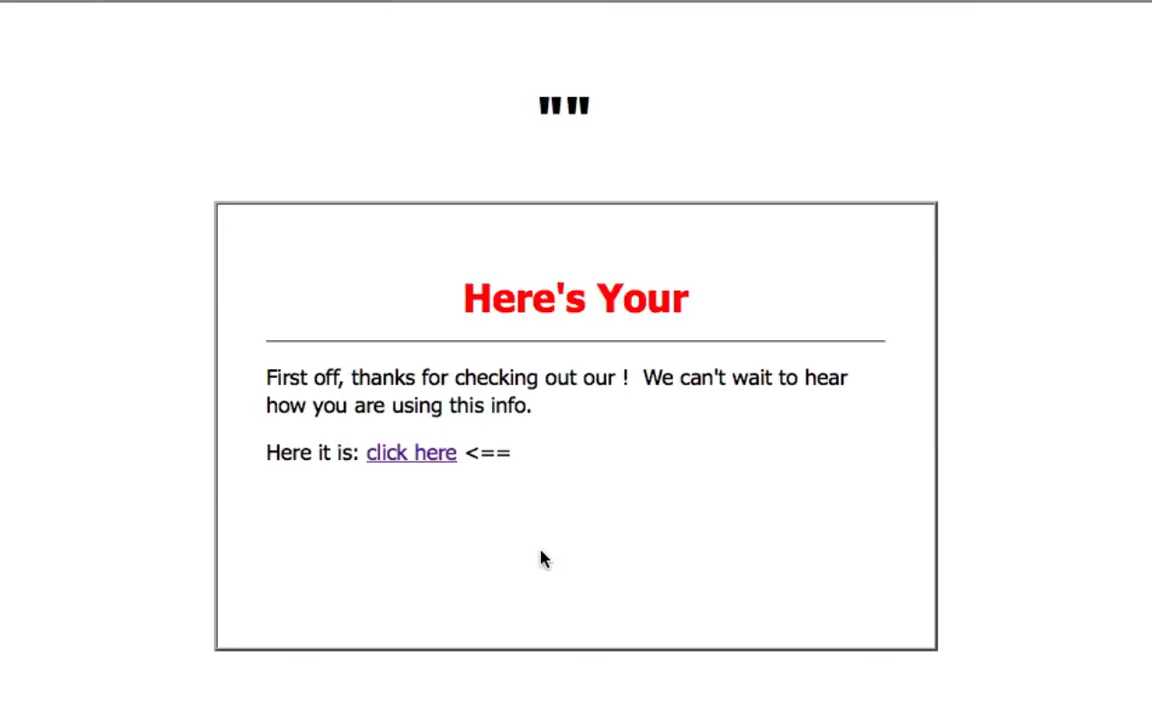 ""
Here's Your
First off, thanks for checking out our !  We can't wait to hear
how you are using this info.
Here it is: click here <==